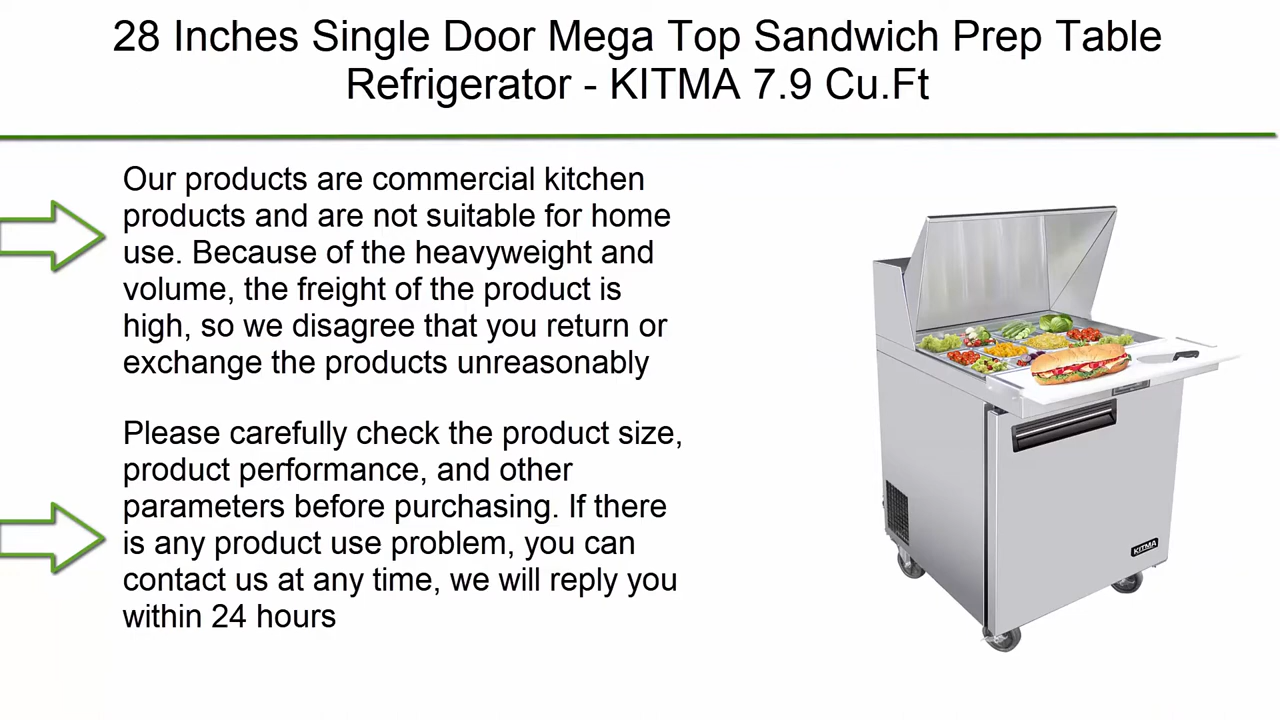 28 Inches Single Door Mega Top Sandwich Prep Table
Refrigerator - KITMA 7.9 Cu.Ft
Our products are commercial kitchen
products and are not suitable for home
use. Because of the heavyweight and
volume, the freight of the product is
high, so we disagree that you return or
exchange the products unreasonably
Please carefully check the product size,
product performance, and other
parameters before purchasing. If there
is any product use problem, you can
contact us at any time, we will reply you
within 24 hours
KITMA